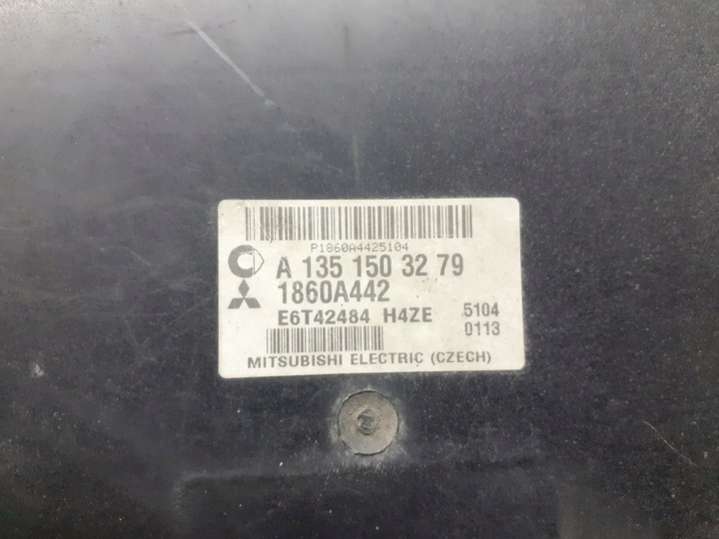 P1860A4425104
A 135 150 32 79
1860A442
E6T42484 H4ZE 5104
0113
MITSUBISHI ELECTRIC (CZECH)